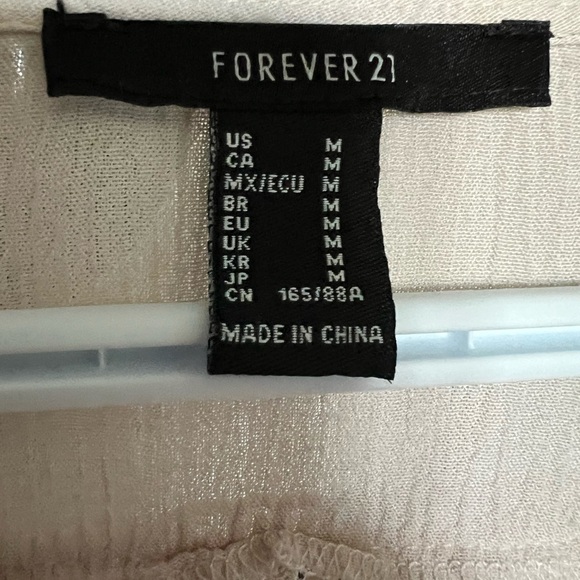 FOREVER 21
US M
CA M
MX/ECU M
BR M
EU M
UK M
KR M
JP M
CN 165/88A
MADE IN CHINA